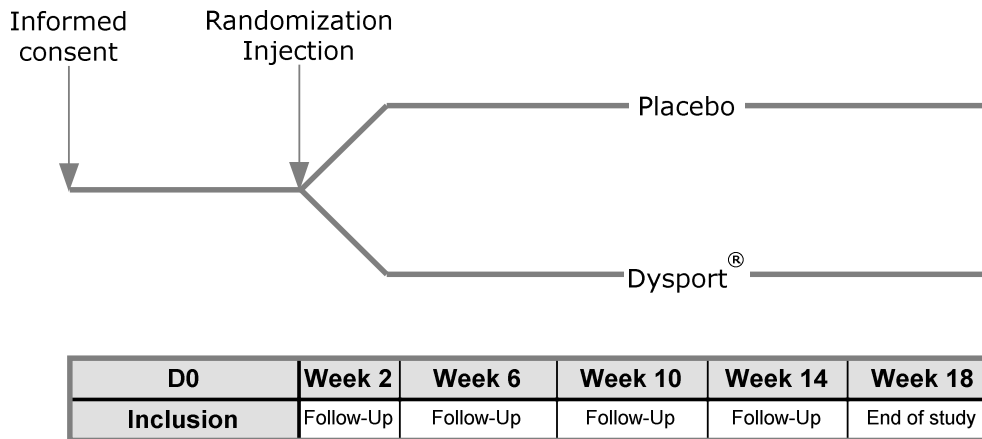 Informed
consent
Randomization
Injection
Placebo
Dysport®
D0 Week 2 Week 6 Week 10 Week 14 Week 18
Inclusion Follow-Up Follow-Up Follow-Up Follow-Up End of study